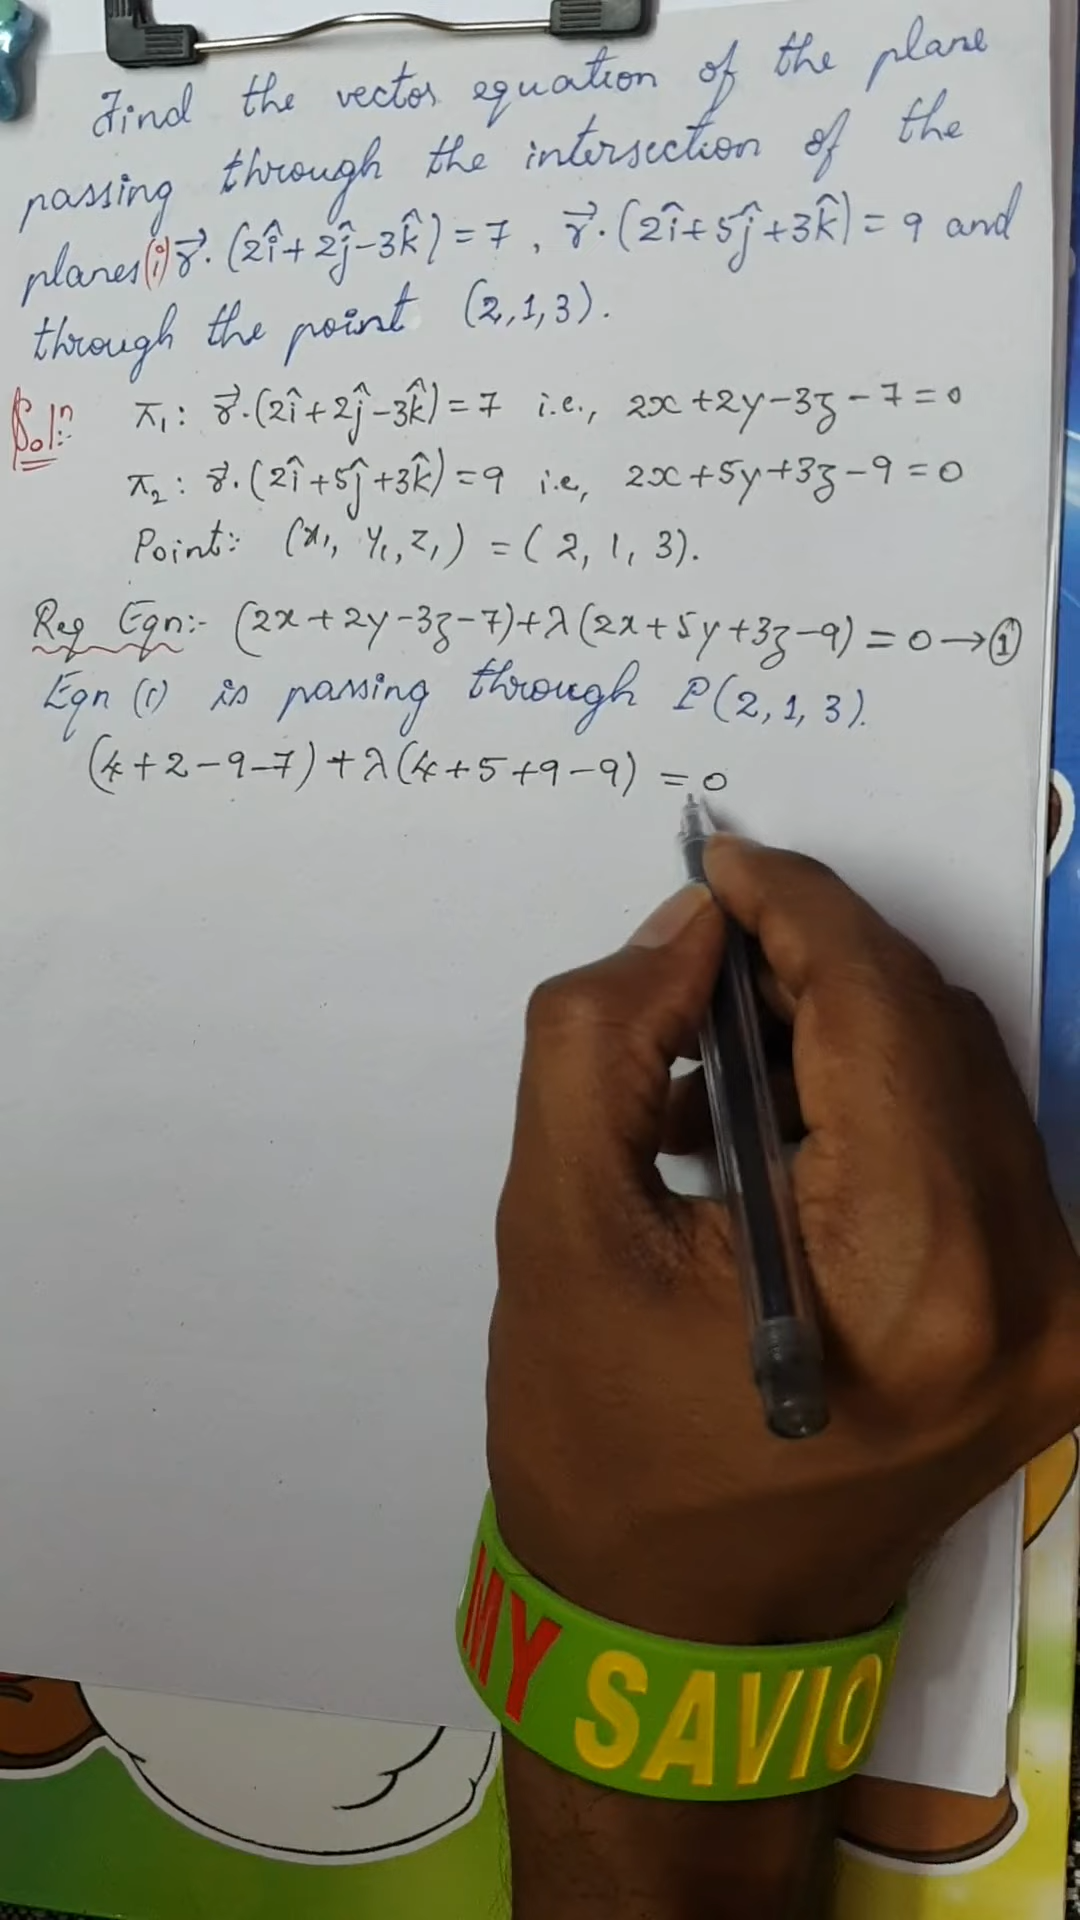 Find the vector equation of the plane
passing through the intersection of the
planes (i) r⃗. (2î+2ĵ-3k̂)=7, r⃗.(2î+5ĵ+3k̂)=9 and
through the point (2,1,3).
Soln:- π₁: r⃗.(2î+2ĵ-3k̂)=7 i.e., 2x+2y-3z-7=0
π₂: r⃗.(2î+5ĵ+3k̂)=9 i.e, 2x+5y+3z-9=0
Point:- (x₁, y₁, z₁) = (2, 1, 3).
Req Eqn:- (2x+2y-3z-7)+λ(2x+5y+3z-9)=0→①
Eqn (1) is passing through P(2,1,3).
(4+2-9-7)+λ(4+5+9-9)=0
MY SAVIO